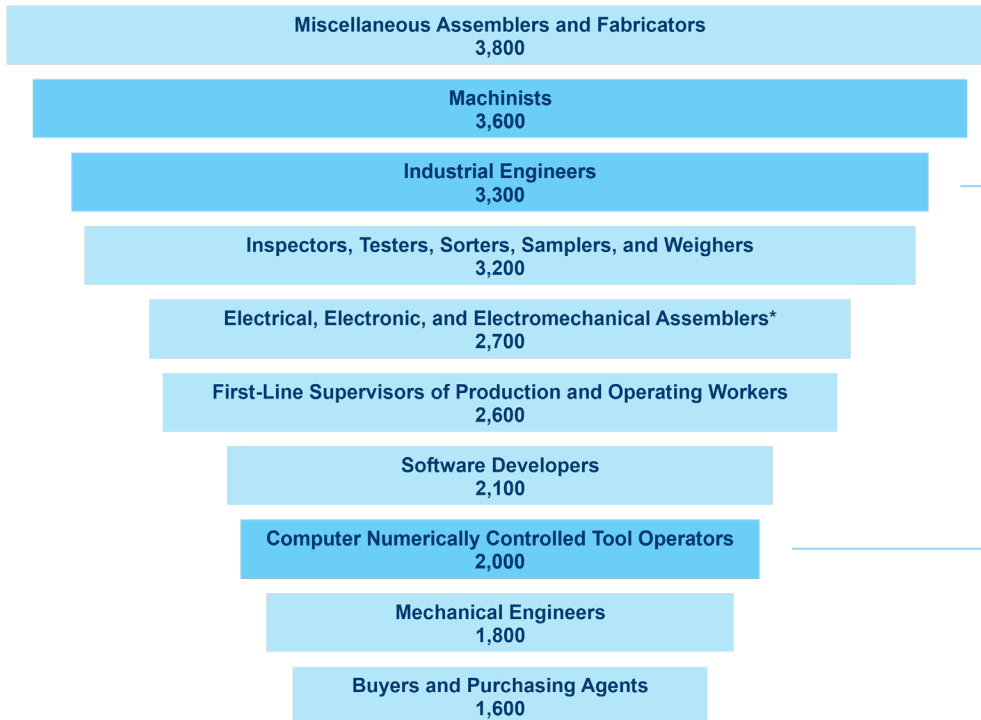 Miscellaneous Assemblers and Fabricators
3,800
Machinists
3,600
Industrial Engineers
3,300
Inspectors, Testers, Sorters, Samplers, and Weighers
3,200
Electrical, Electronic, and Electromechanical Assemblers*
2,700
First-Line Supervisors of Production and Operating Workers
2,600
Software Developers
2,100
Computer Numerically Controlled Tool Operators
2,000
Mechanical Engineers
1,800
Buyers and Purchasing Agents
1,600